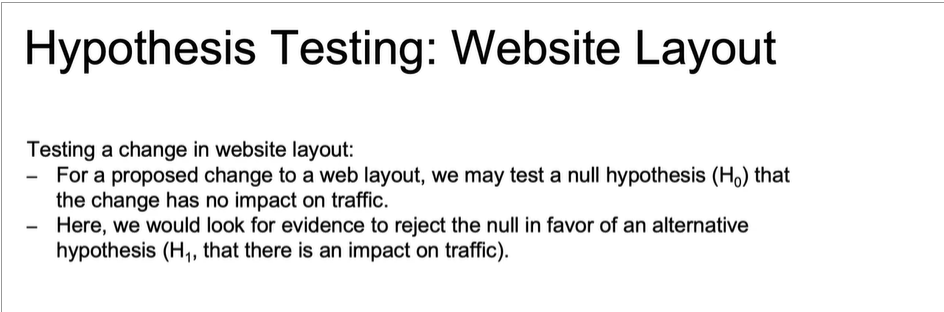 Hypothesis Testing: Website Layout
Testing a change in website layout:
– For a proposed change to a web layout, we may test a null hypothesis (H₀) that
the change has no impact on traffic.
– Here, we would look for evidence to reject the null in favor of an alternative
hypothesis (H₁, that there is an impact on traffic).